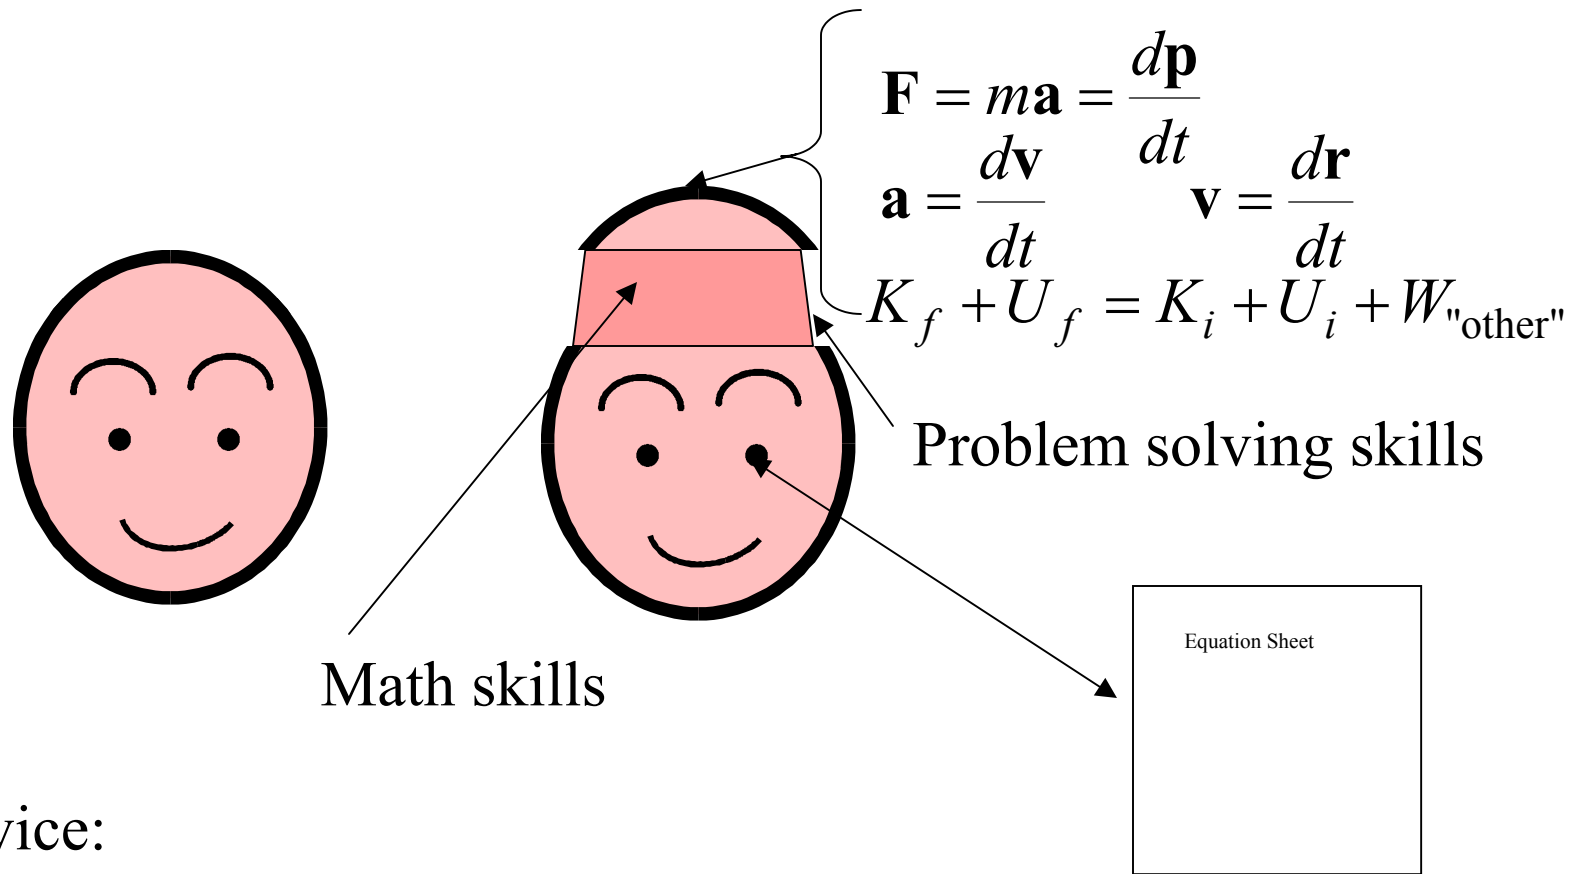 F = ma = dp/dt
a = dv/dt    v = dr/dt
K_f + U_f = K_i + U_i + W_"other"
Problem solving skills
Equation Sheet
Math skills
vice: